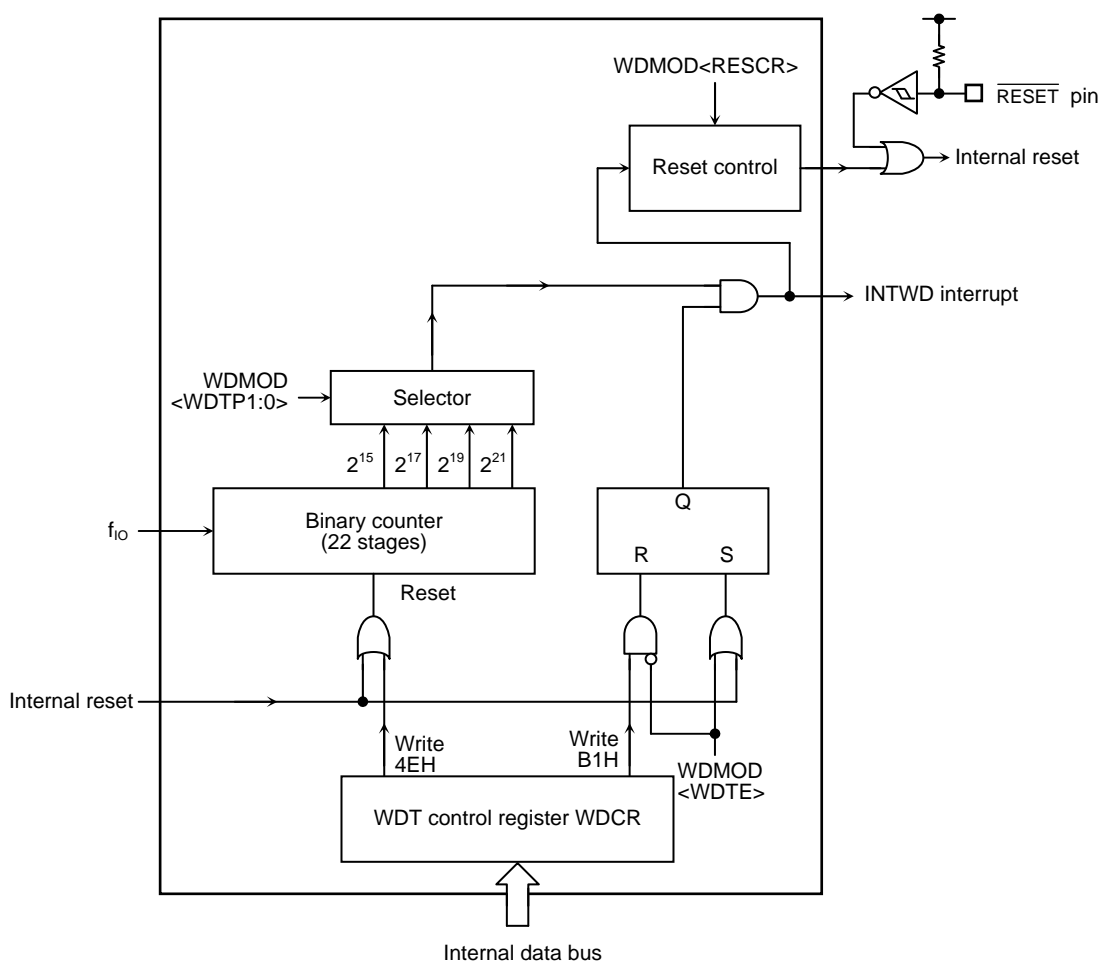 WDMOD<RESCR>
RESET pin
Reset control
Internal reset
INTWD interrupt
WDMOD
<WDTP1:0>
Selector
2^15 2^17 2^19 2^21
Q
f_IO
Binary counter
(22 stages)
R S
Reset
Internal reset
Write
4EH
Write
B1H
WDMOD
<WDTE>
WDT control register WDCR
Internal data bus